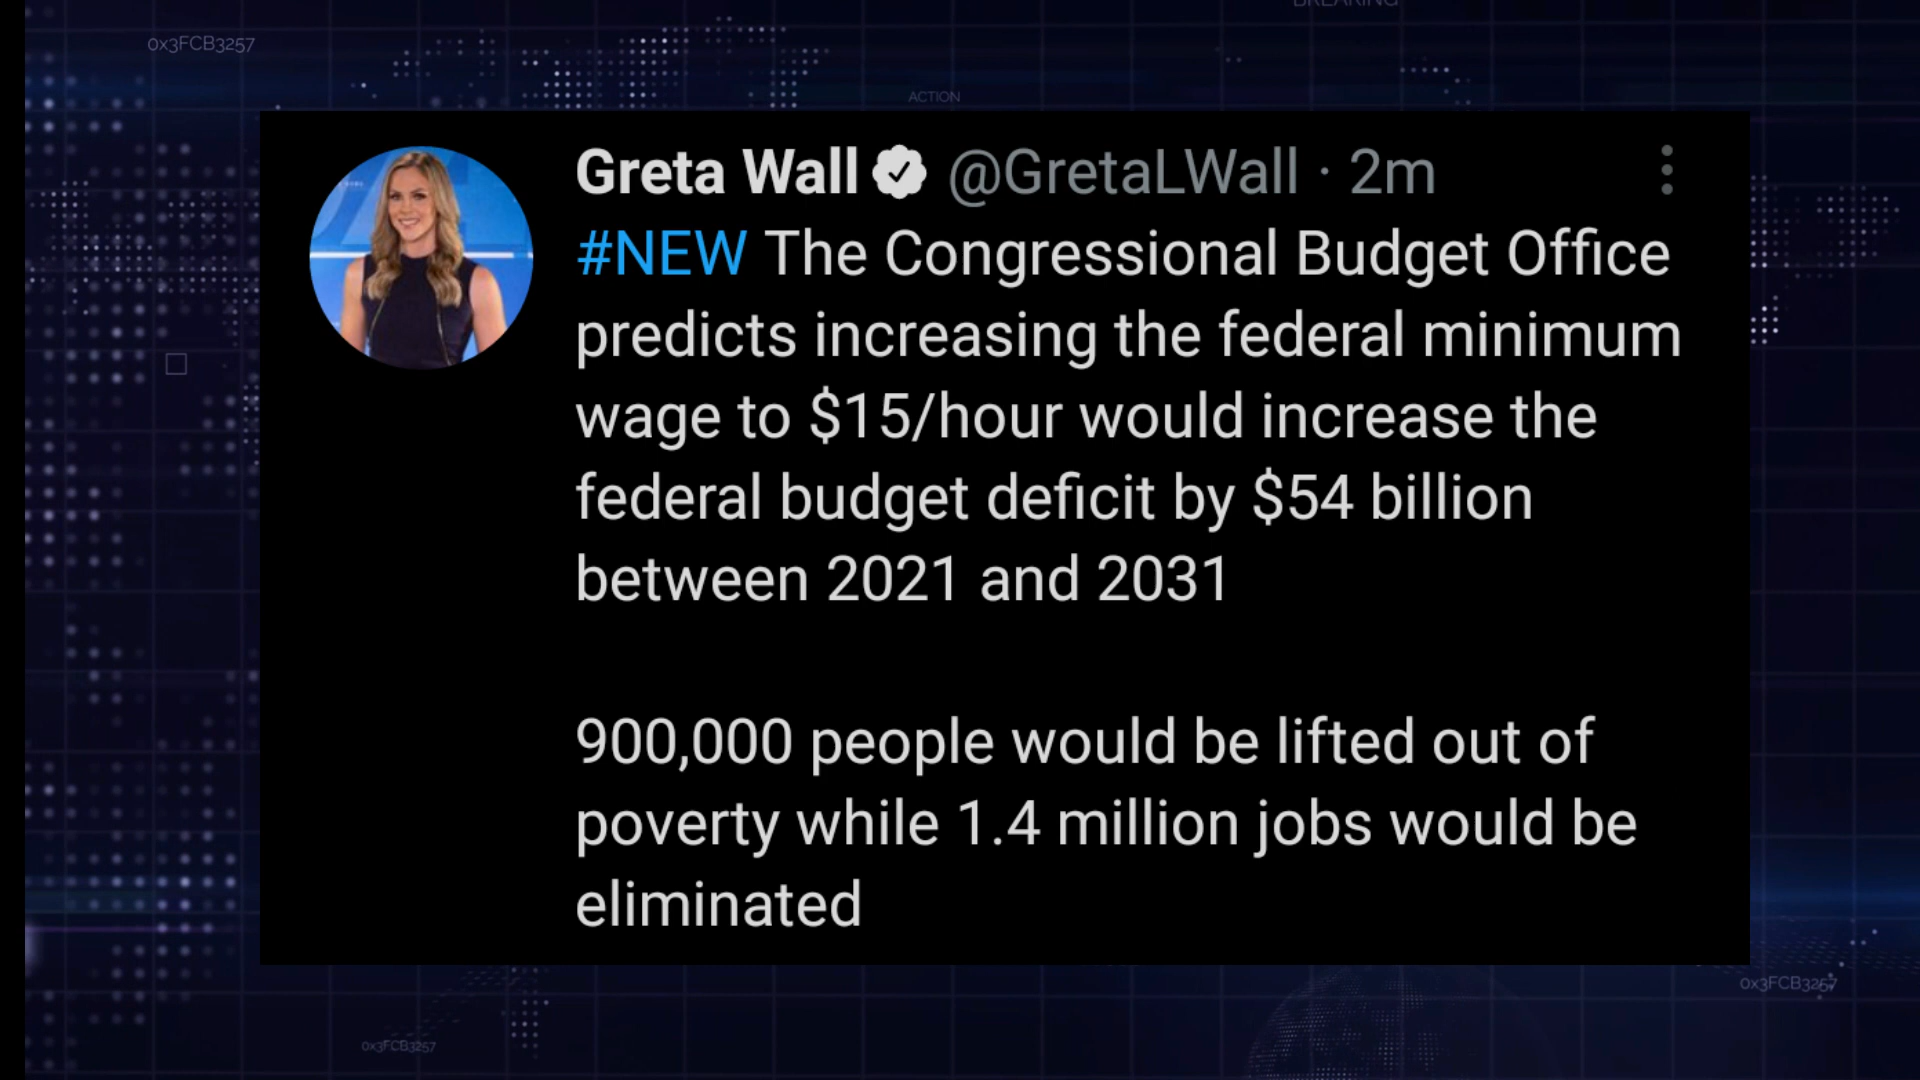 BREAKING
0x3FCB3257
ACTION
Greta Wall @GretaLWall · 2m
#NEW The Congressional Budget Office
predicts increasing the federal minimum
wage to $15/hour would increase the
federal budget deficit by $54 billion
between 2021 and 2031
900,000 people would be lifted out of
poverty while 1.4 million jobs would be
eliminated
0x3FCB3257
0x3FCB3257